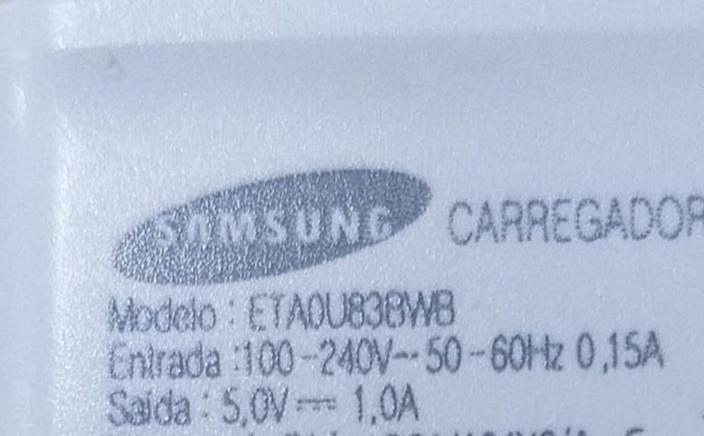 SAMSUNG CARREGADOR
Modelo : ETA0U83BWB
Entrada :100-240V~ 50-60Hz 0,15A
Saída : 5,0V⎓ 1,0A